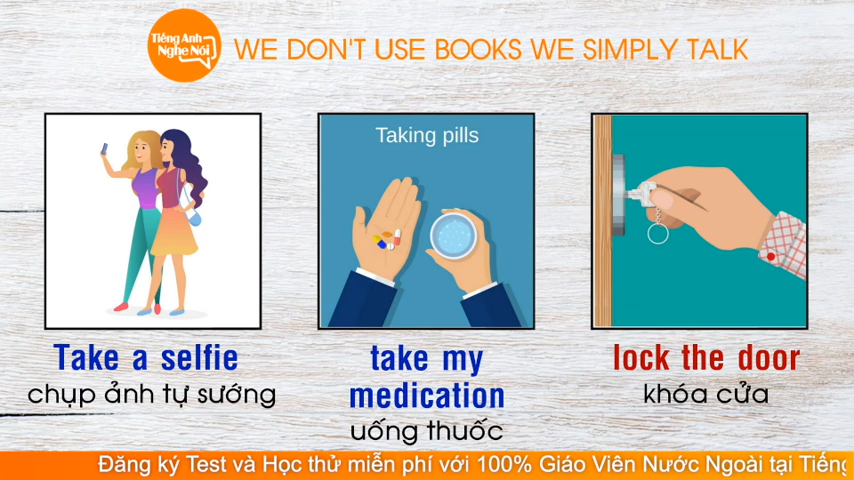 Tiếng Anh
Nghe Nói
WE DON'T USE BOOKS WE SIMPLY TALK
Taking pills
Take a selfie
chụp ảnh tự sướng
take my
medication
uống thuốc
lock the door
khóa cửa
Đăng ký Test và Học thử miễn phí với 100% Giáo Viên Nước Ngoài tại Tiếng